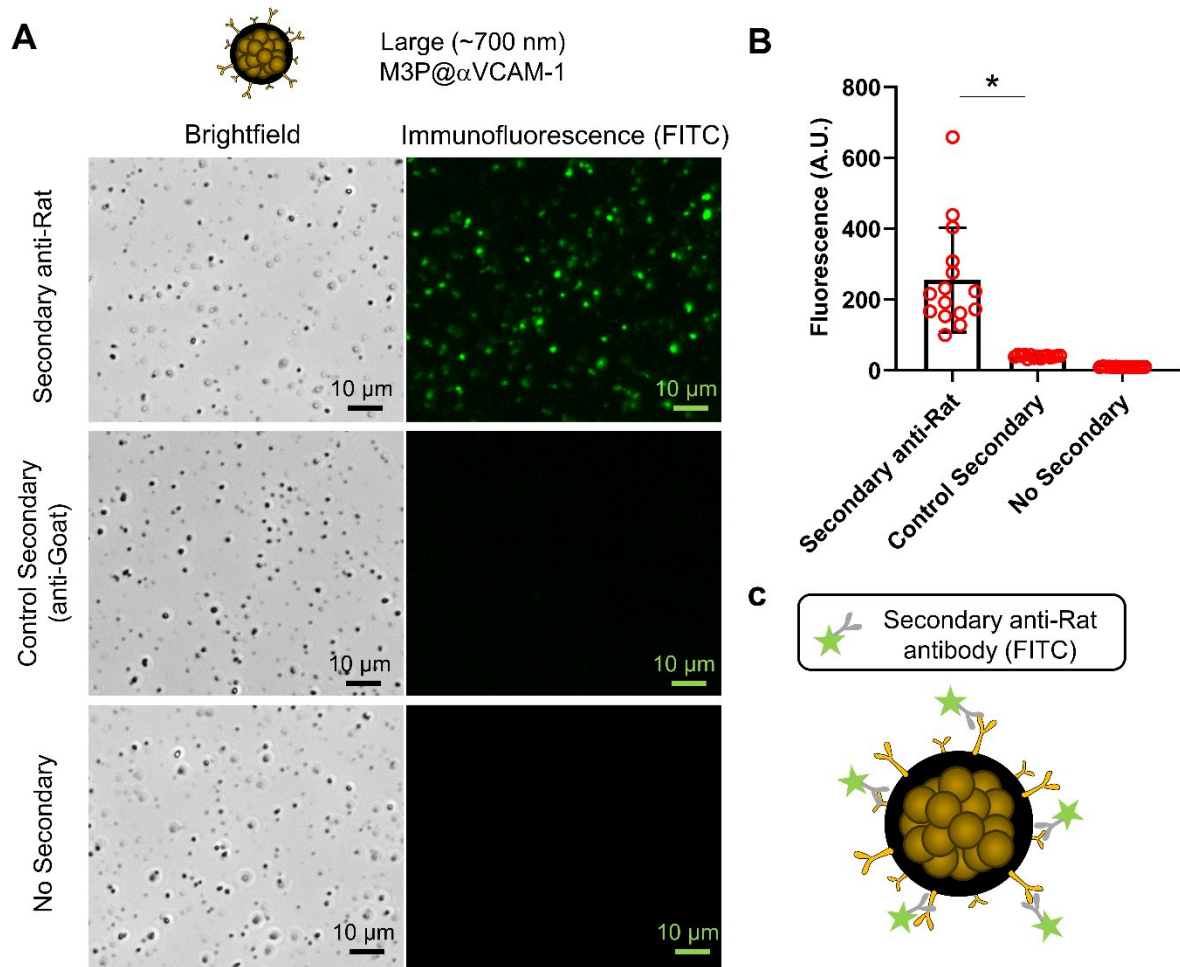 A
Large (~700 nm)
M3P@αVCAM-1
Brightfield
Immunofluorescence (FITC)
Secondary anti-Rat
10 µm
10 µm
Control Secondary
(anti-Goat)
10 µm
10 µm
No Secondary
10 µm
10 µm
B
Fluorescence (A.U.)
800
600
400
200
0
*
Secondary anti-Rat
Control Secondary
No Secondary
c
Secondary anti-Rat
antibody (FITC)